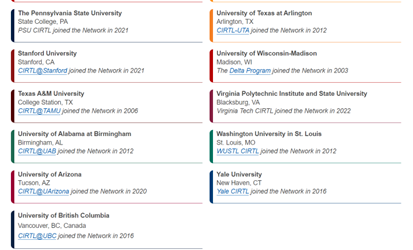 The Pennsylvania State University
State College, PA
PSU CIRTL joined the Network in 2021
Stanford University
Stanford, CA
CIRTL@Stanford joined the Network in 2021
Texas A&M University
College Station, TX
CIRTL@TAMU joined the Network in 2006
University of Alabama at Birmingham
Birmingham, AL
CIRTL@UAB joined the Network in 2012
University of Arizona
Tucson, AZ
CIRTL@UArizona joined the Network in 2020
University of British Columbia
Vancouver, BC, Canada
CIRTL@UBC joined the Network in 2016
University of Texas at Arlington
Arlington, TX
CIRTL-UTA joined the Network in 2012
University of Wisconsin-Madison
Madison, WI
The Delta Program joined the Network in 2003
Virginia Polytechnic Institute and State University
Blacksburg, VA
Virginia Tech CIRTL joined the Network in 2022
Washington University in St. Louis
St. Louis, MO
WUSTL CIRTL joined the Network in 2012
Yale University
New Haven, CT
Yale CIRTL joined the Network in 2016